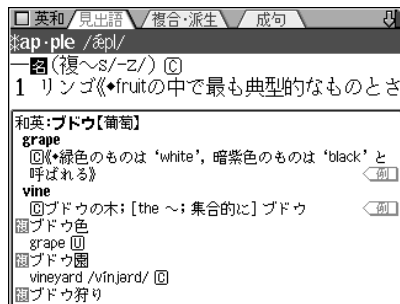 英和 見出語 複合·派生 成句
*ap·ple /ǽpl/
—名(複〜s/-z/) Ⓒ
1 リンゴ《◆fruitの中で最も典型的なものとさ
和英:ブドウ【葡萄】
grape
Ⓒ《◆緑色のものは ‘white’, 暗紫色のものは ‘black’ と
呼ばれる》 例
vine
Ⓒブドウの木; [the 〜; 集合的に] ブドウ 例
複ブドウ色
grape Ⓤ
複ブドウ園
vineyard /vínjərd/ Ⓒ
複ブドウ狩り